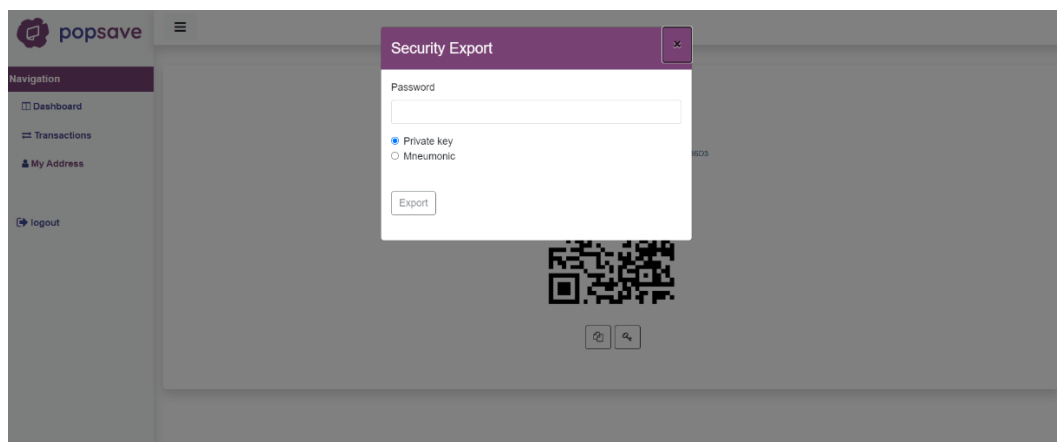 popsave
Security Export
×
Navigation
Password
Dashboard
Transactions
Private key
Mneumonic
My Address
Export
logout